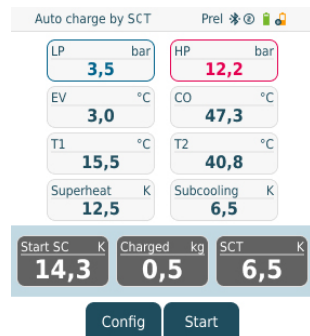 Auto charge by SCT Prel
LP bar HP bar
3,5 12,2
EV °C CO °C
3,0 47,3
T1 °C T2 °C
15,5 40,8
Superheat K Subcooling K
12,5 6,5
Start SC K Charged kg SCT K
14,3 0,5 6,5
Config Start